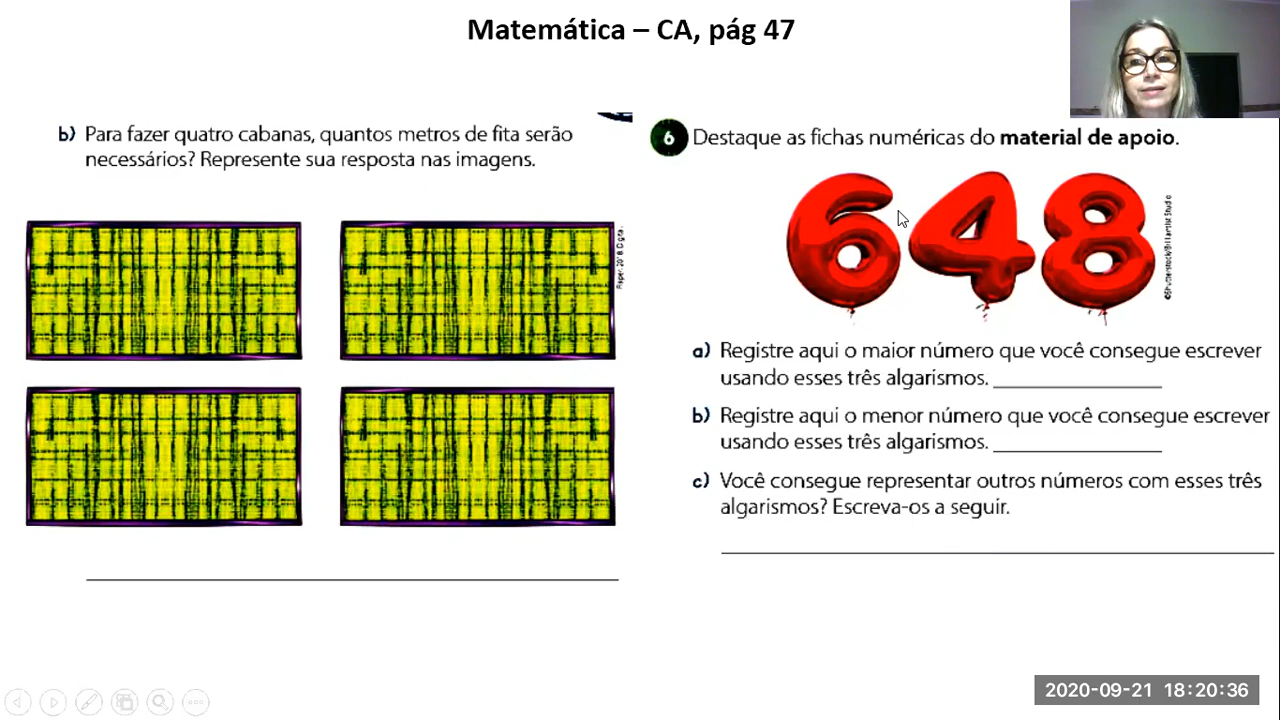 Matemática – CA, pág 47
b) Para fazer quatro cabanas, quantos metros de fita serão
necessários? Represente sua resposta nas imagens.
6 Destaque as fichas numéricas do material de apoio.
648
©Shutterstock/Brilliantist Studio
a) Registre aqui o maior número que você consegue escrever
usando esses três algarismos.
b) Registre aqui o menor número que você consegue escrever
usando esses três algarismos.
c) Você consegue representar outros números com esses três
algarismos? Escreva-os a seguir.
2020-09-21 18:20:36